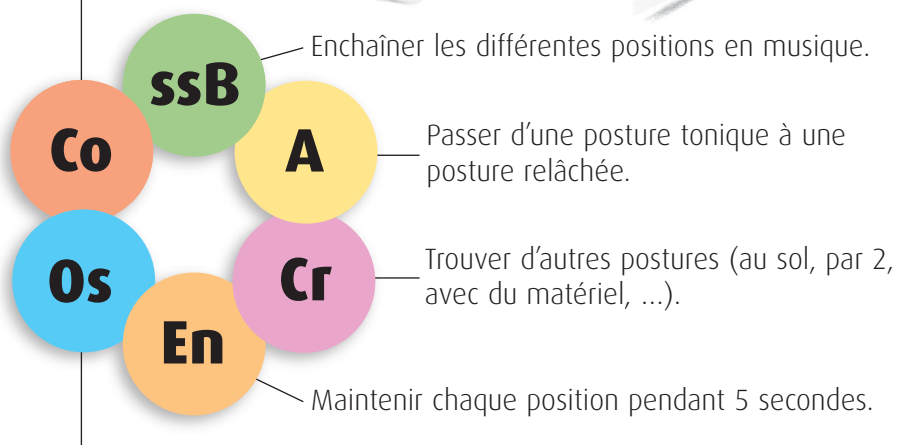 ssB
Enchaîner les différentes positions en musique.
Co
A
Passer d’une posture tonique à une
posture relâchée.
Os
Cr
Trouver d’autres postures (au sol, par 2,
avec du matériel, ...).
En
Maintenir chaque position pendant 5 secondes.